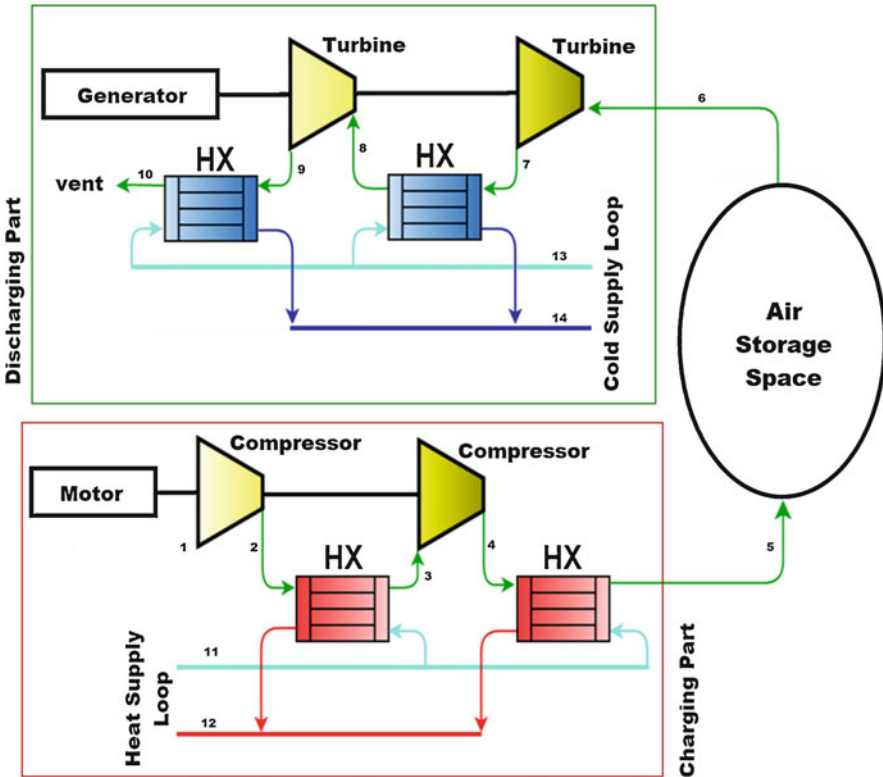 Turbine
Turbine
Generator
6
HX
HX
8
9
7
10
vent
13
14
Discharging Part
Cold Supply Loop
Air
Storage
Space
Compressor
Compressor
Motor
1
2
HX
3
4
HX
5
11
12
Heat Supply
Loop
Charging Part